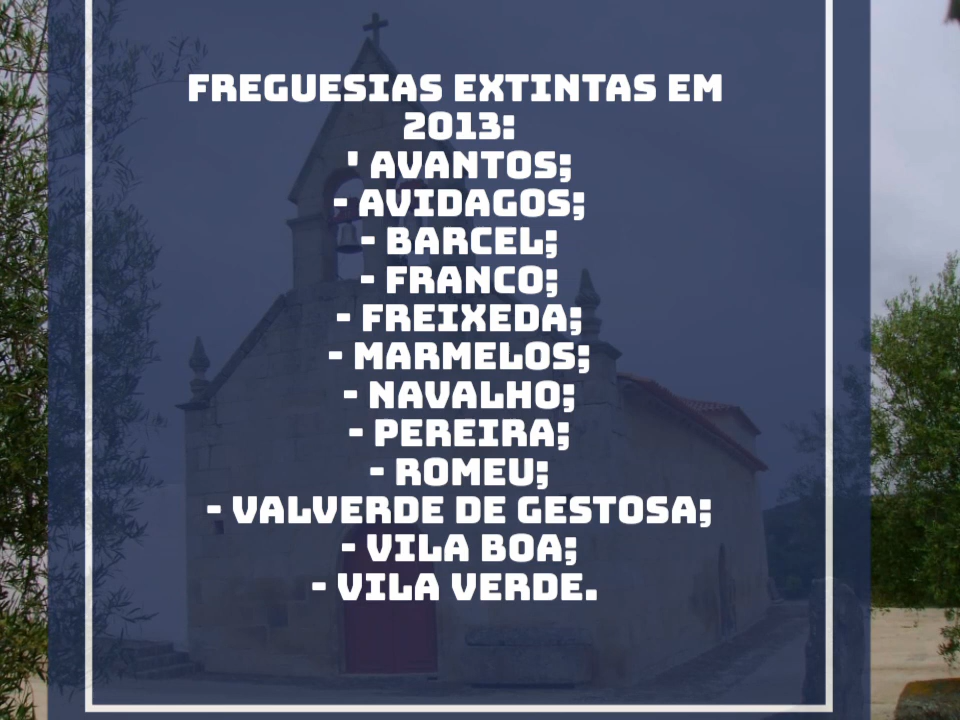 FREGUESIAS EXTINTAS EM
2013:
' AVANTOS;
- AVIDAGOS;
- BARCEL;
- FRANCO;
- FREIXEDA;
- MARMELOS;
- NAVALHO;
- PEREIRA;
- ROMEU;
- VALVERDE DE GESTOSA;
- VILA BOA;
- VILA VERDE.